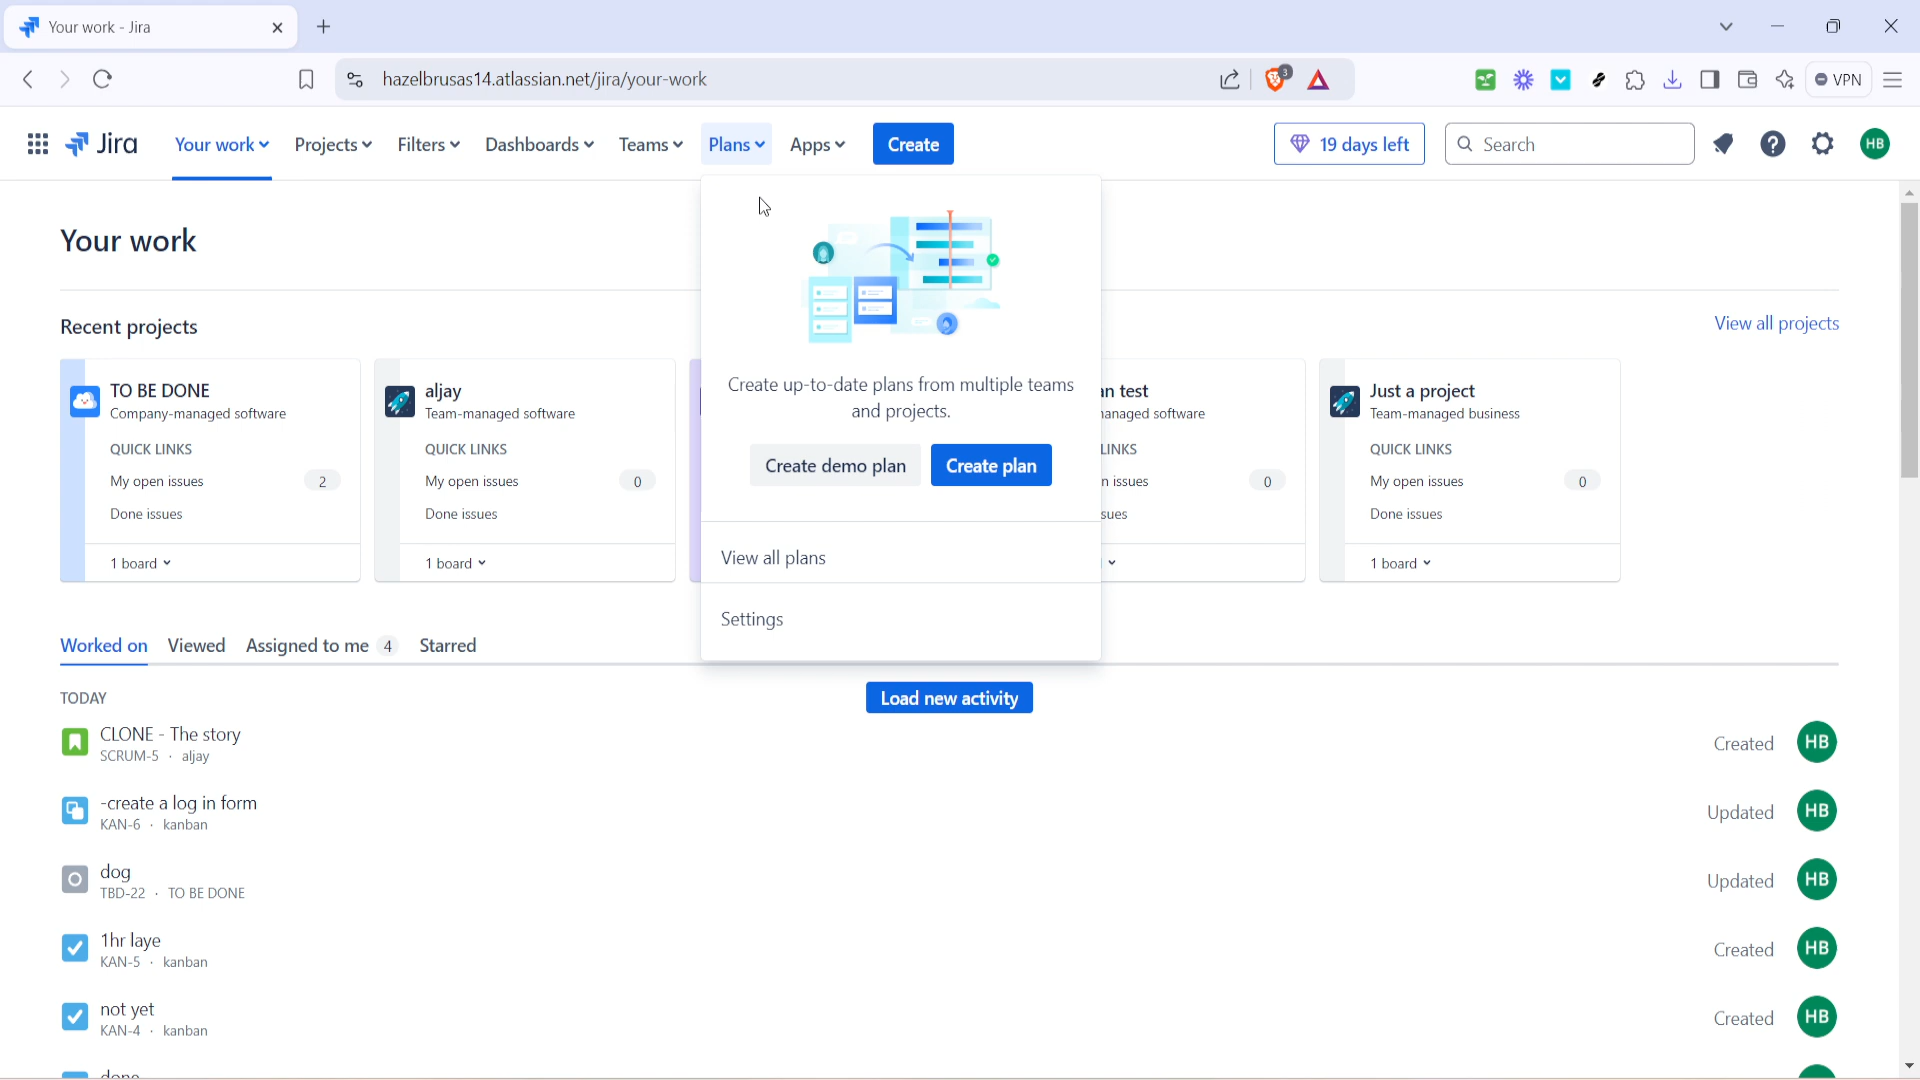 Your work - Jira
hazelbrusas14.atlassian.net/jira/your-work
3
VPN
Jira
Your work
Projects
Filters
Dashboards
Teams
Plans
Apps
Create
19 days left
Search
HB
Your work
Recent projects
View all projects
TO BE DONE
Company-managed software
QUICK LINKS
My open issues 2
Done issues
1 board
aljay
Team-managed software
QUICK LINKS
My open issues 0
Done issues
1 board
Create up-to-date plans from multiple teams
and projects.
Create demo plan
Create plan
View all plans
Settings
an test
managed software
LINKS
n issues 0
sues
Just a project
Team-managed business
QUICK LINKS
My open issues 0
Done issues
1 board
Worked on
Viewed
Assigned to me 4
Starred
TODAY
Load new activity
CLONE - The story
SCRUM-5 · aljay
Created HB
-create a log in form
KAN-6 · kanban
Updated HB
dog
TBD-22 · TO BE DONE
Updated HB
1hr laye
KAN-5 · kanban
Created HB
not yet
KAN-4 · kanban
Created HB